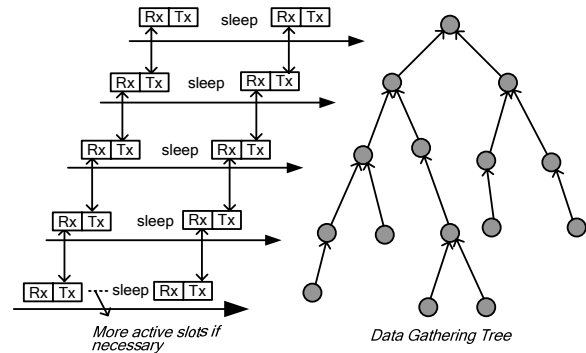 Rx Tx sleep Rx Tx
Rx Tx sleep Rx Tx
Rx Tx sleep Rx Tx
Rx Tx sleep Rx Tx
Rx Tx sleep Rx Tx
More active slots if
necessary
Data Gathering Tree